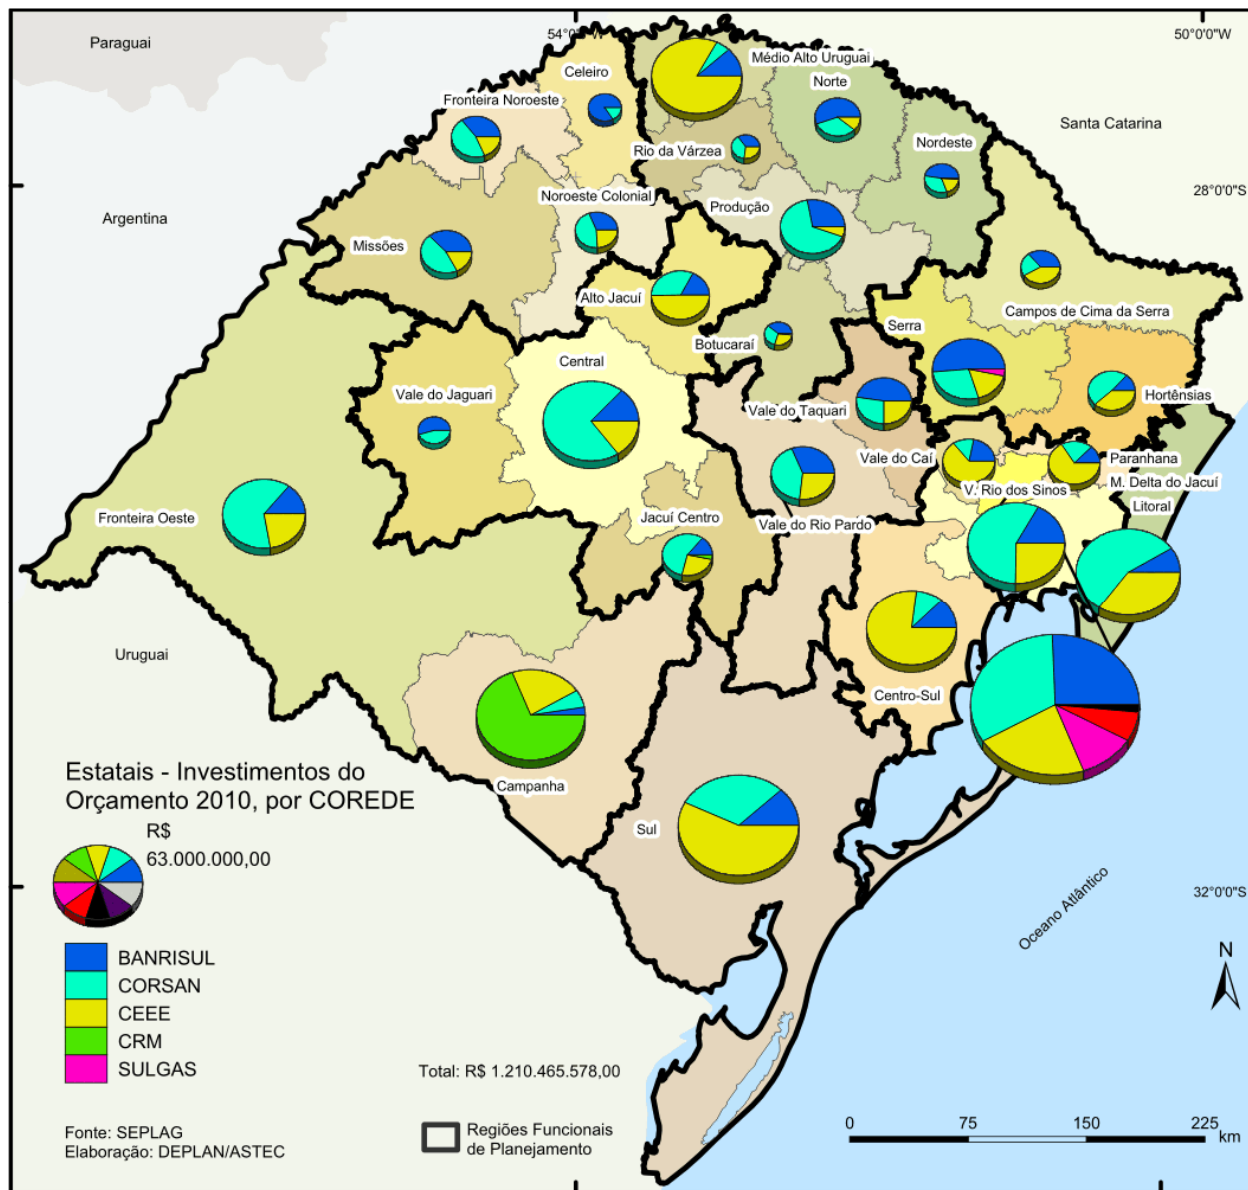 Paraguai
54°0'0"W
50°0'0"W
Médio Alto Uruguai
Celeiro
Norte
Fronteira Noroeste
Santa Catarina
Nordeste
Rio da Várzea
28°0'0"S
Noroeste Colonial
Produção
Argentina
Missões
Alto Jacuí
Campos de Cima da Serra
Serra
Botucaraí
Central
Vale do Jaguari
Hortênsias
Vale do Taquari
Vale do Caí
Paranhana
M. Delta do Jacuí
V. Rio dos Sinos
Litoral
Fronteira Oeste
Jacuí Centro
Vale do Rio Pardo
Uruguai
Centro-Sul
Campanha
Sul
Estatais - Investimentos do
Orçamento 2010, por COREDE
R$
63.000.000,00
Oceano Atlântico
32°0'0"S
N
BANRISUL
CORSAN
CEEE
CRM
SULGAS
Total: R$ 1.210.465.578,00
Fonte: SEPLAG
Elaboração: DEPLAN/ASTEC
Regiões Funcionais
de Planejamento
0 75 150 225
km